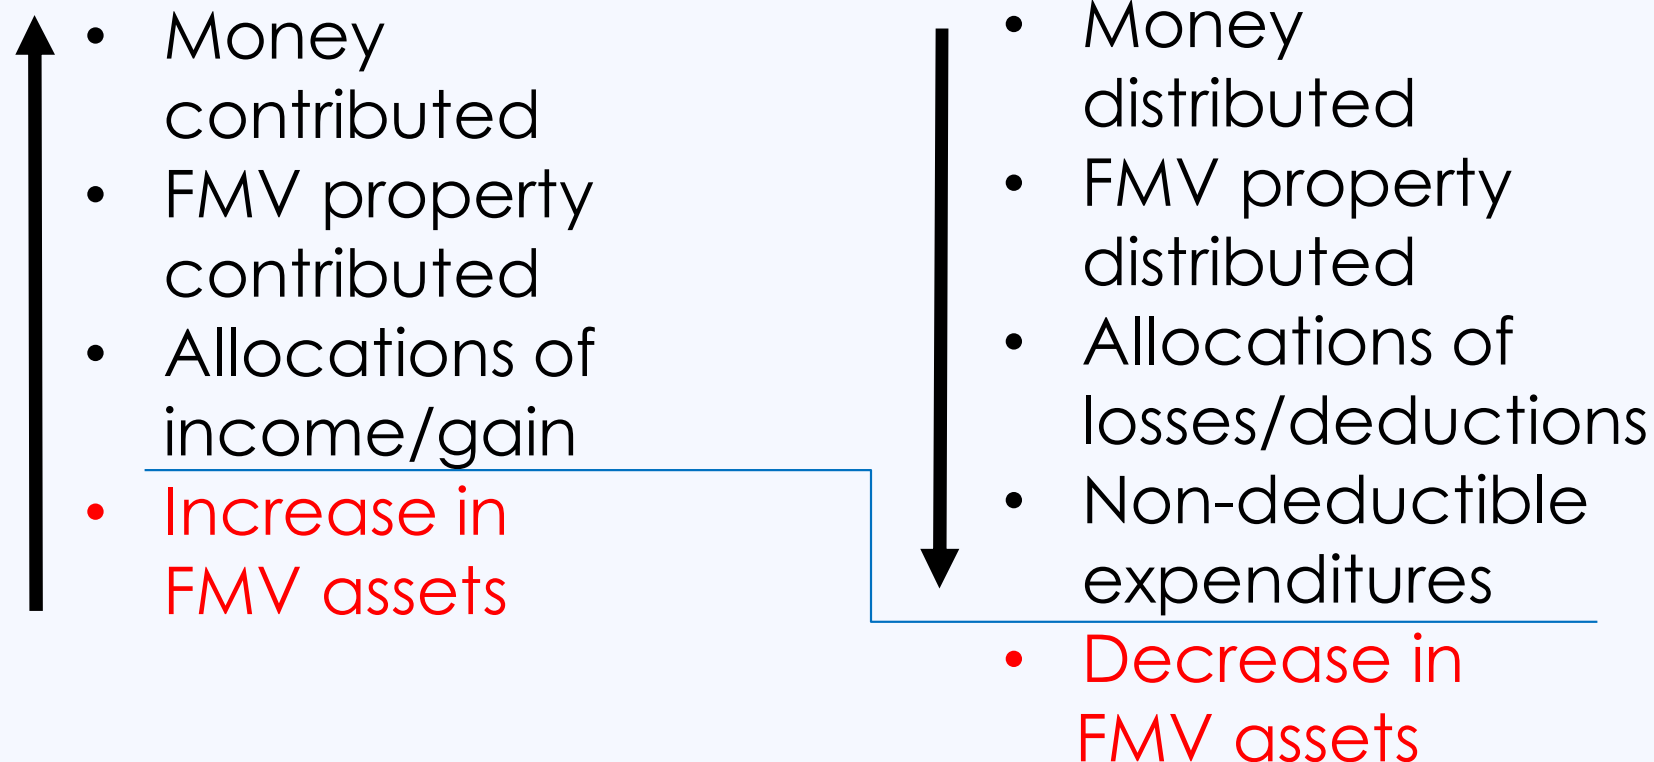 • Money
contributed
• FMV property
contributed
• Allocations of
income/gain
• Increase in
FMV assets
• Money
distributed
• FMV property
distributed
• Allocations of
losses/deductions
• Non-deductible
expenditures
• Decrease in
FMV assets